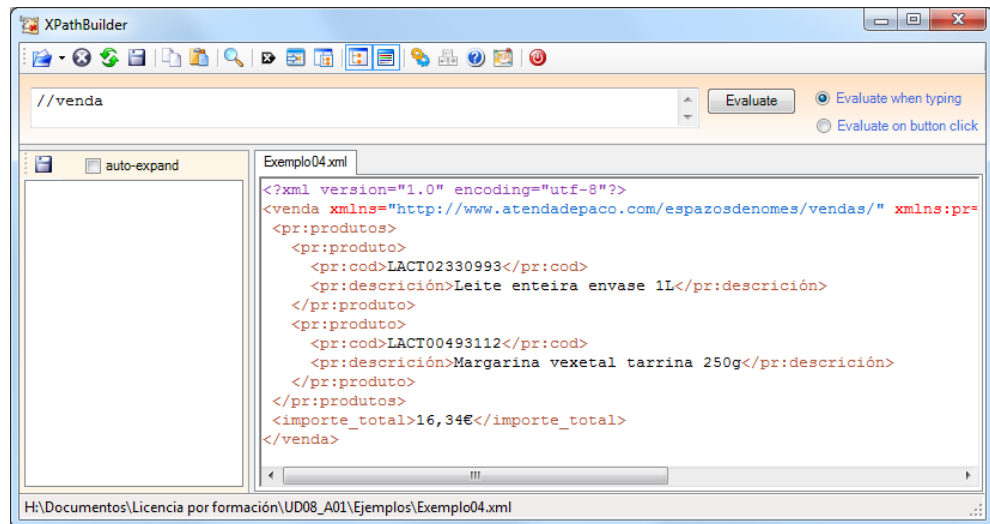 XPathBuilder
//venda
Evaluate
Evaluate when typing
Evaluate on button click
auto-expand
Exemplo04.xml
<?xml version="1.0" encoding="utf-8"?>
<venda xmlns="http://www.atendadepaco.com/espazosdenomes/vendas/" xmlns:pr=
<pr:produtos>
<pr:produto>
<pr:cod>LACT02330993</pr:cod>
<pr:descrición>Leite enteira envase 1L</pr:descrición>
</pr:produto>
<pr:produto>
<pr:cod>LACT00493112</pr:cod>
<pr:descrición>Margarina vexetal tarrina 250g</pr:descrición>
</pr:produto>
</pr:produtos>
<importe_total>16,34€</importe_total>
</venda>
H:\Documentos\Licencia por formación\UD08_A01\Ejemplos\Exemplo04.xml